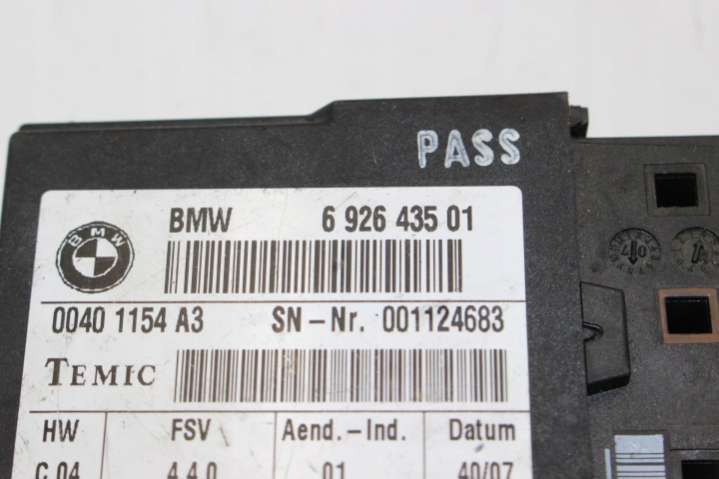 PASS
BMW 6 926 435 01
BMW
0040 1154 A3 SN-Nr. 001124683
TEMIC
HW FSV Aend.-Ind. Datum
C 04 4.4.0 01 40/07